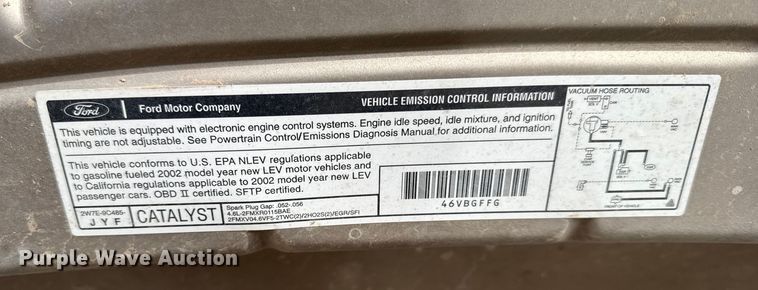 Ford
Ford Motor Company
VEHICLE EMISSION CONTROL INFORMATION
This vehicle is equipped with electronic engine control systems. Engine idle speed, idle mixture, and ignition
timing are not adjustable. See Powertrain Control/Emissions Diagnosis Manual for additional information.
This vehicle conforms to U.S. EPA NLEV regulations applicable
to gasoline fueled 2002 model year new LEV motor vehicles and
to California regulations applicable to 2002 model year new LEV
passenger cars. OBD II certified. SFTP certified.
2W7E-9C485-
J Y F
CATALYST
Spark Plug Gap: .052-.056
4.6L-2FMXR0115BAE
2FMXV04.6VF5-2TWC(2)/2HO2S(2)/EGR/SFI
46VBGFFG
VACUUM HOSE ROUTING
FRONT OF VEHICLE
Purple Wave Auction